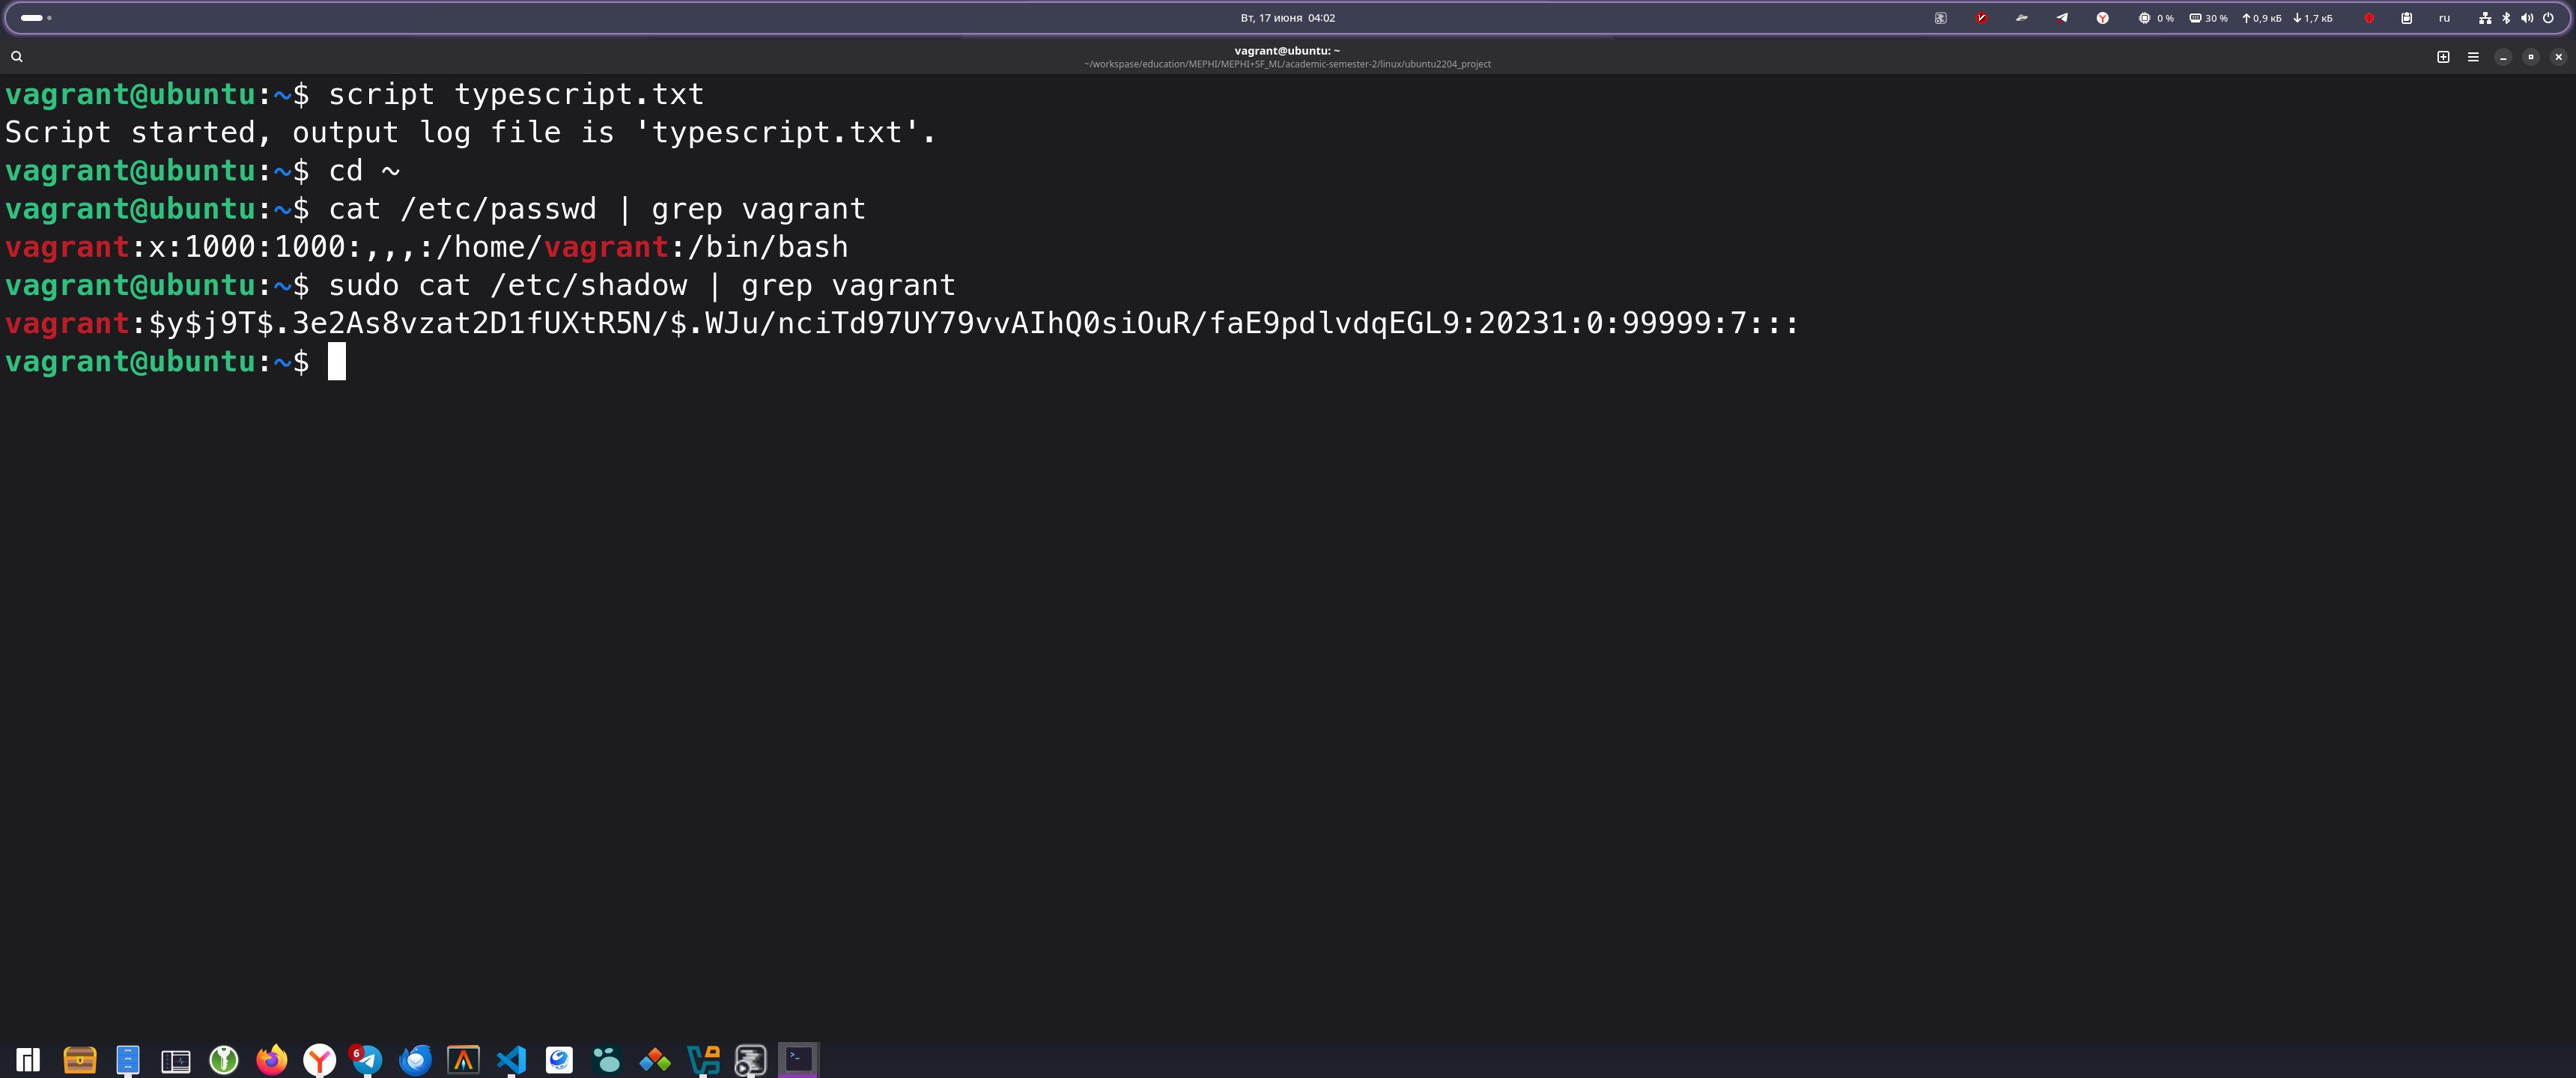 Вт, 17 июня 04:02
0 %
30 %
0,9 кБ
1,7 кБ
ru
vagrant@ubuntu: ~
~/workspase/education/MEPHI/MEPHI+SF_ML/academic-semester-2/linux/ubuntu2204_project
vagrant@ubuntu:~$ script typescript.txt
Script started, output log file is 'typescript.txt'.
vagrant@ubuntu:~$ cd ~
vagrant@ubuntu:~$ cat /etc/passwd | grep vagrant
vagrant:x:1000:1000:,,,:/home/vagrant:/bin/bash
vagrant@ubuntu:~$ sudo cat /etc/shadow | grep vagrant
vagrant:$y$j9T$.3e2As8vzat2D1fUXtR5N/$.WJu/nciTd97UY79vvAIhQ0siOuR/faE9pdlvdqEGL9:20231:0:99999:7:::
vagrant@ubuntu:~$
6